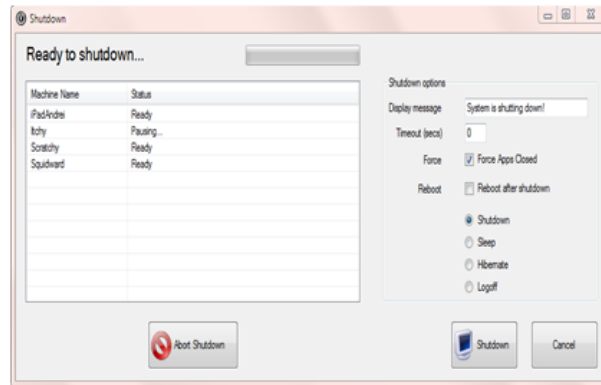 Shutdown
Ready to shutdown...
Machine Name Status
iPadAndrei Ready
Itchy Pausing...
Scratchy Ready
Squidward Ready
Shutdown options
Display message System is shutting down!
Timeout (secs) 0
Force Force Apps Closed
Reboot Reboot after shutdown
Shutdown
Sleep
Hibernate
Logoff
Abort Shutdown
Shutdown
Cancel